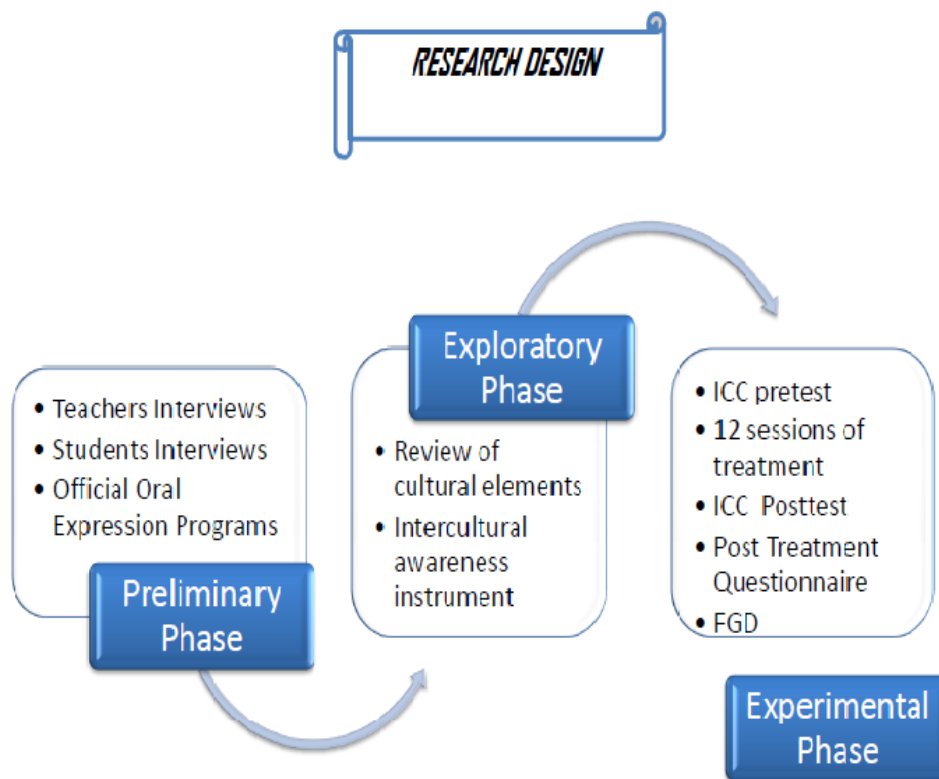 RESEARCH DESIGN
• Teachers Interviews
• Students Interviews
• Official Oral
Expression Programs
Preliminary
Phase
Exploratory
Phase
• Review of
cultural elements
• Intercultural
awareness
instrument
• ICC pretest
• 12 sessions of
treatment
• ICC Posttest
• Post Treatment
Questionnaire
• FGD
Experimental
Phase